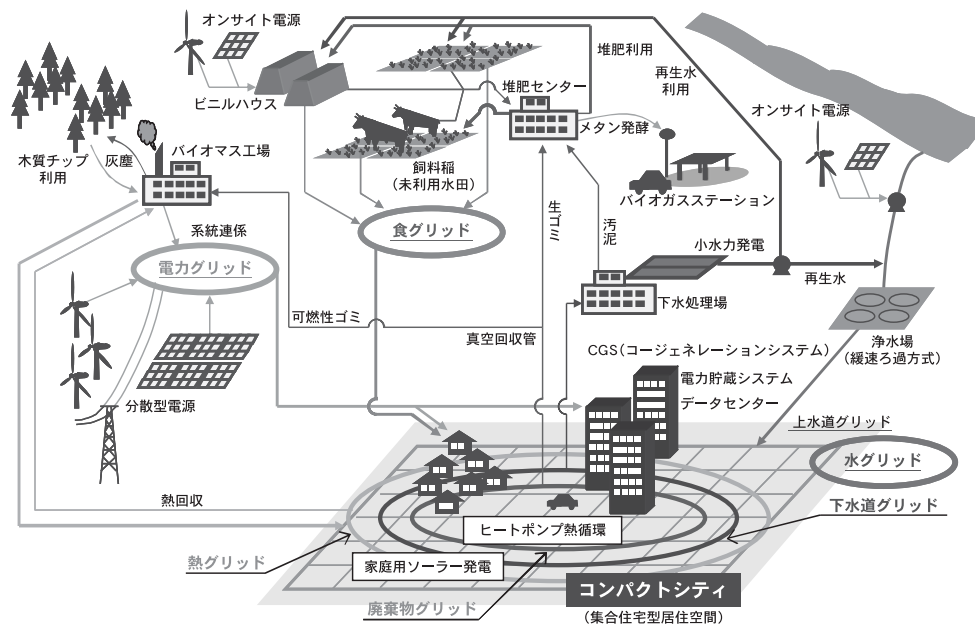 オンサイト電源
ビニルハウス
堆肥センター
堆肥利用
再生水
利用
メタン発酵
オンサイト電源
木質チップ
利用
灰塵
バイオマス工場
飼料稲
(未利用水田)
バイオガスステーション
系統連係
食グリッド
生ゴミ
汚泥
小水力発電
再生水
電力グリッド
下水処理場
可燃性ゴミ
真空回収管
浄水場
(緩速ろ過方式)
CGS(コージェネレーションシステム)
電力貯蔵システム
データセンター
分散型電源
上水道グリッド
水グリッド
下水道グリッド
熱回収
ヒートポンプ熱循環
熱グリッド
家庭用ソーラー発電
廃棄物グリッド
コンパクトシティ
(集合住宅型居住空間)